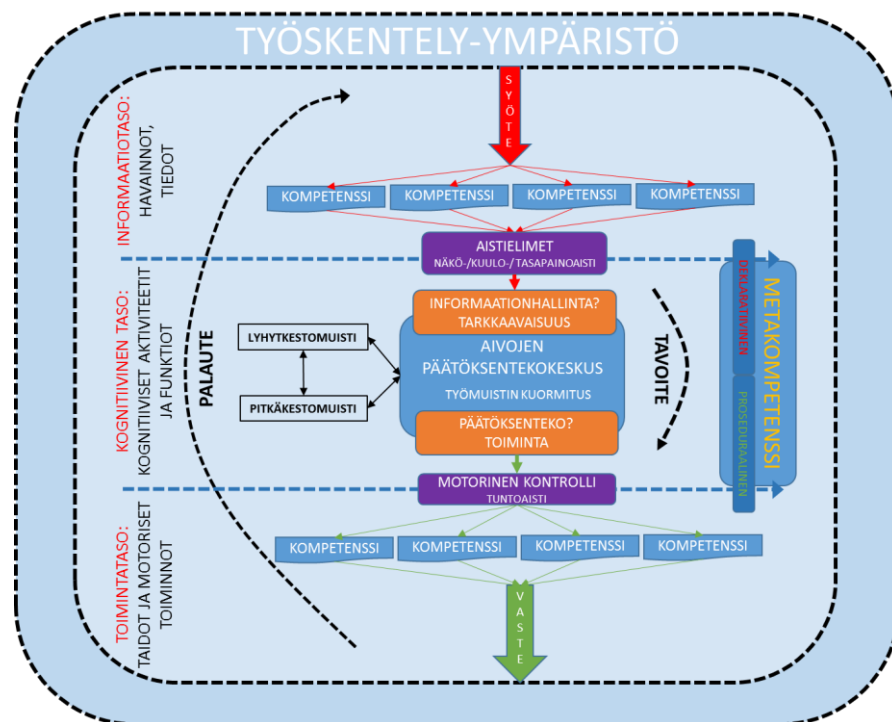 TYÖSKENTELY-YMPÄRISTÖ
SYÖTE
INFORMAATIOTASO:
HAVAINNOT,
TIEDOT
KOMPETENSSI
KOMPETENSSI
KOMPETENSSI
KOMPETENSSI
AISTIELIMET
NÄKÖ-/KUULO-/TASAPAINOAISTI
KOGNITIIVINEN TASO:
KOGNITIIVISET AKTIVITEETIT
JA FUNKTIOT
PALAUTE
INFORMAATIONHALLINTA?
TARKKAAVAISUUS
LYHYTKESTOMUISTI
PITKÄKESTOMUISTI
AIVOJEN
PÄÄTÖKSENTEKOKESKUS
TYÖMUISTIN KUORMITUS
PÄÄTÖKSENTEKO?
TOIMINTA
TAVOITE
DEKLARATIIVINEN
PROSEDURAALINEN
METAKOMPETENSSI
MOTORINEN KONTROLLI
TUNTOAISTI
TOIMINTATASO:
TAIDOT JA MOTORISET
TOIMINNOT
KOMPETENSSI
KOMPETENSSI
KOMPETENSSI
KOMPETENSSI
VASTE